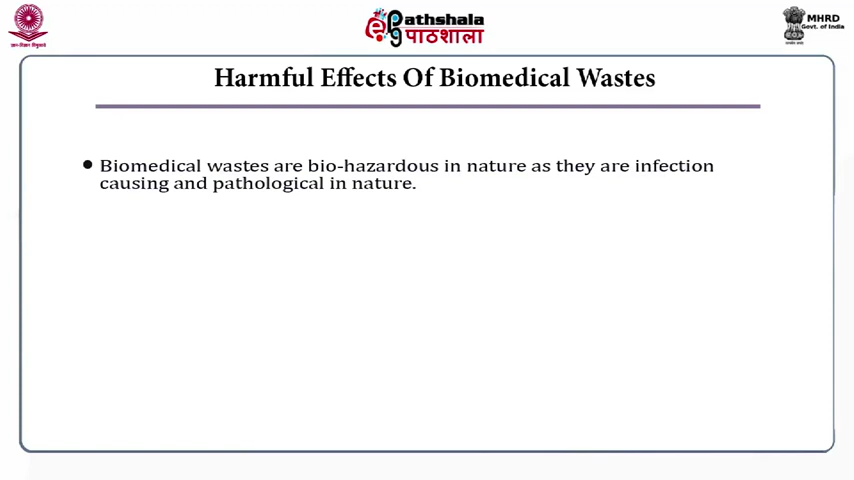 ePathshala
पाठशाला
MHRD
Govt. of India
Harmful Effects Of Biomedical Wastes
Biomedical wastes are bio-hazardous in nature as they are infection
causing and pathological in nature.